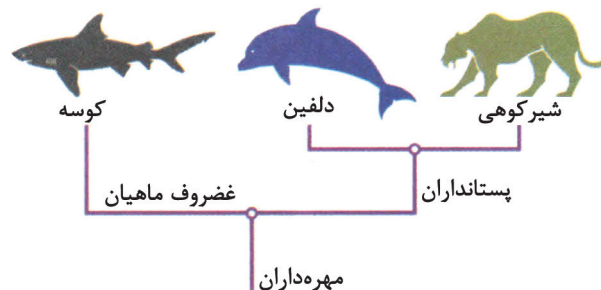 کوسه
دلفین
شیرکوهی
غضروف ماهیان
پستانداران
مهره‌داران